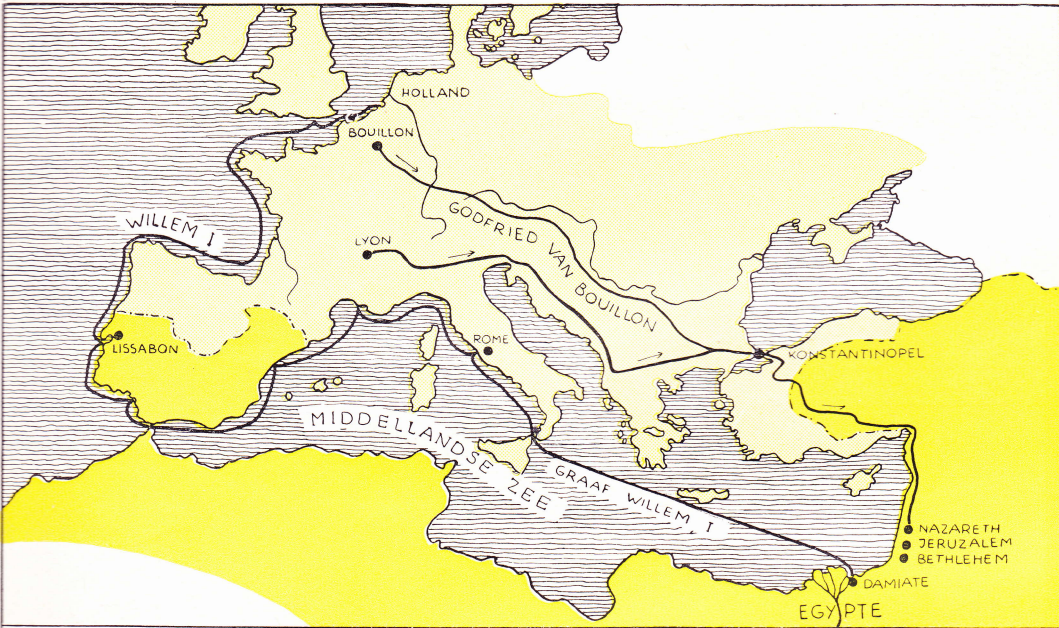 HOLLAND
BOUILLON
WILLEM I
GODFRIED VAN BOUILLON
LYON
LISSABON
ROME
KONSTANTINOPEL
MIDDELLANDSE ZEE
GRAAF WILLEM I
NAZARETH
JERUZALEM
BETHLEHEM
DAMIATE
EGYPTE